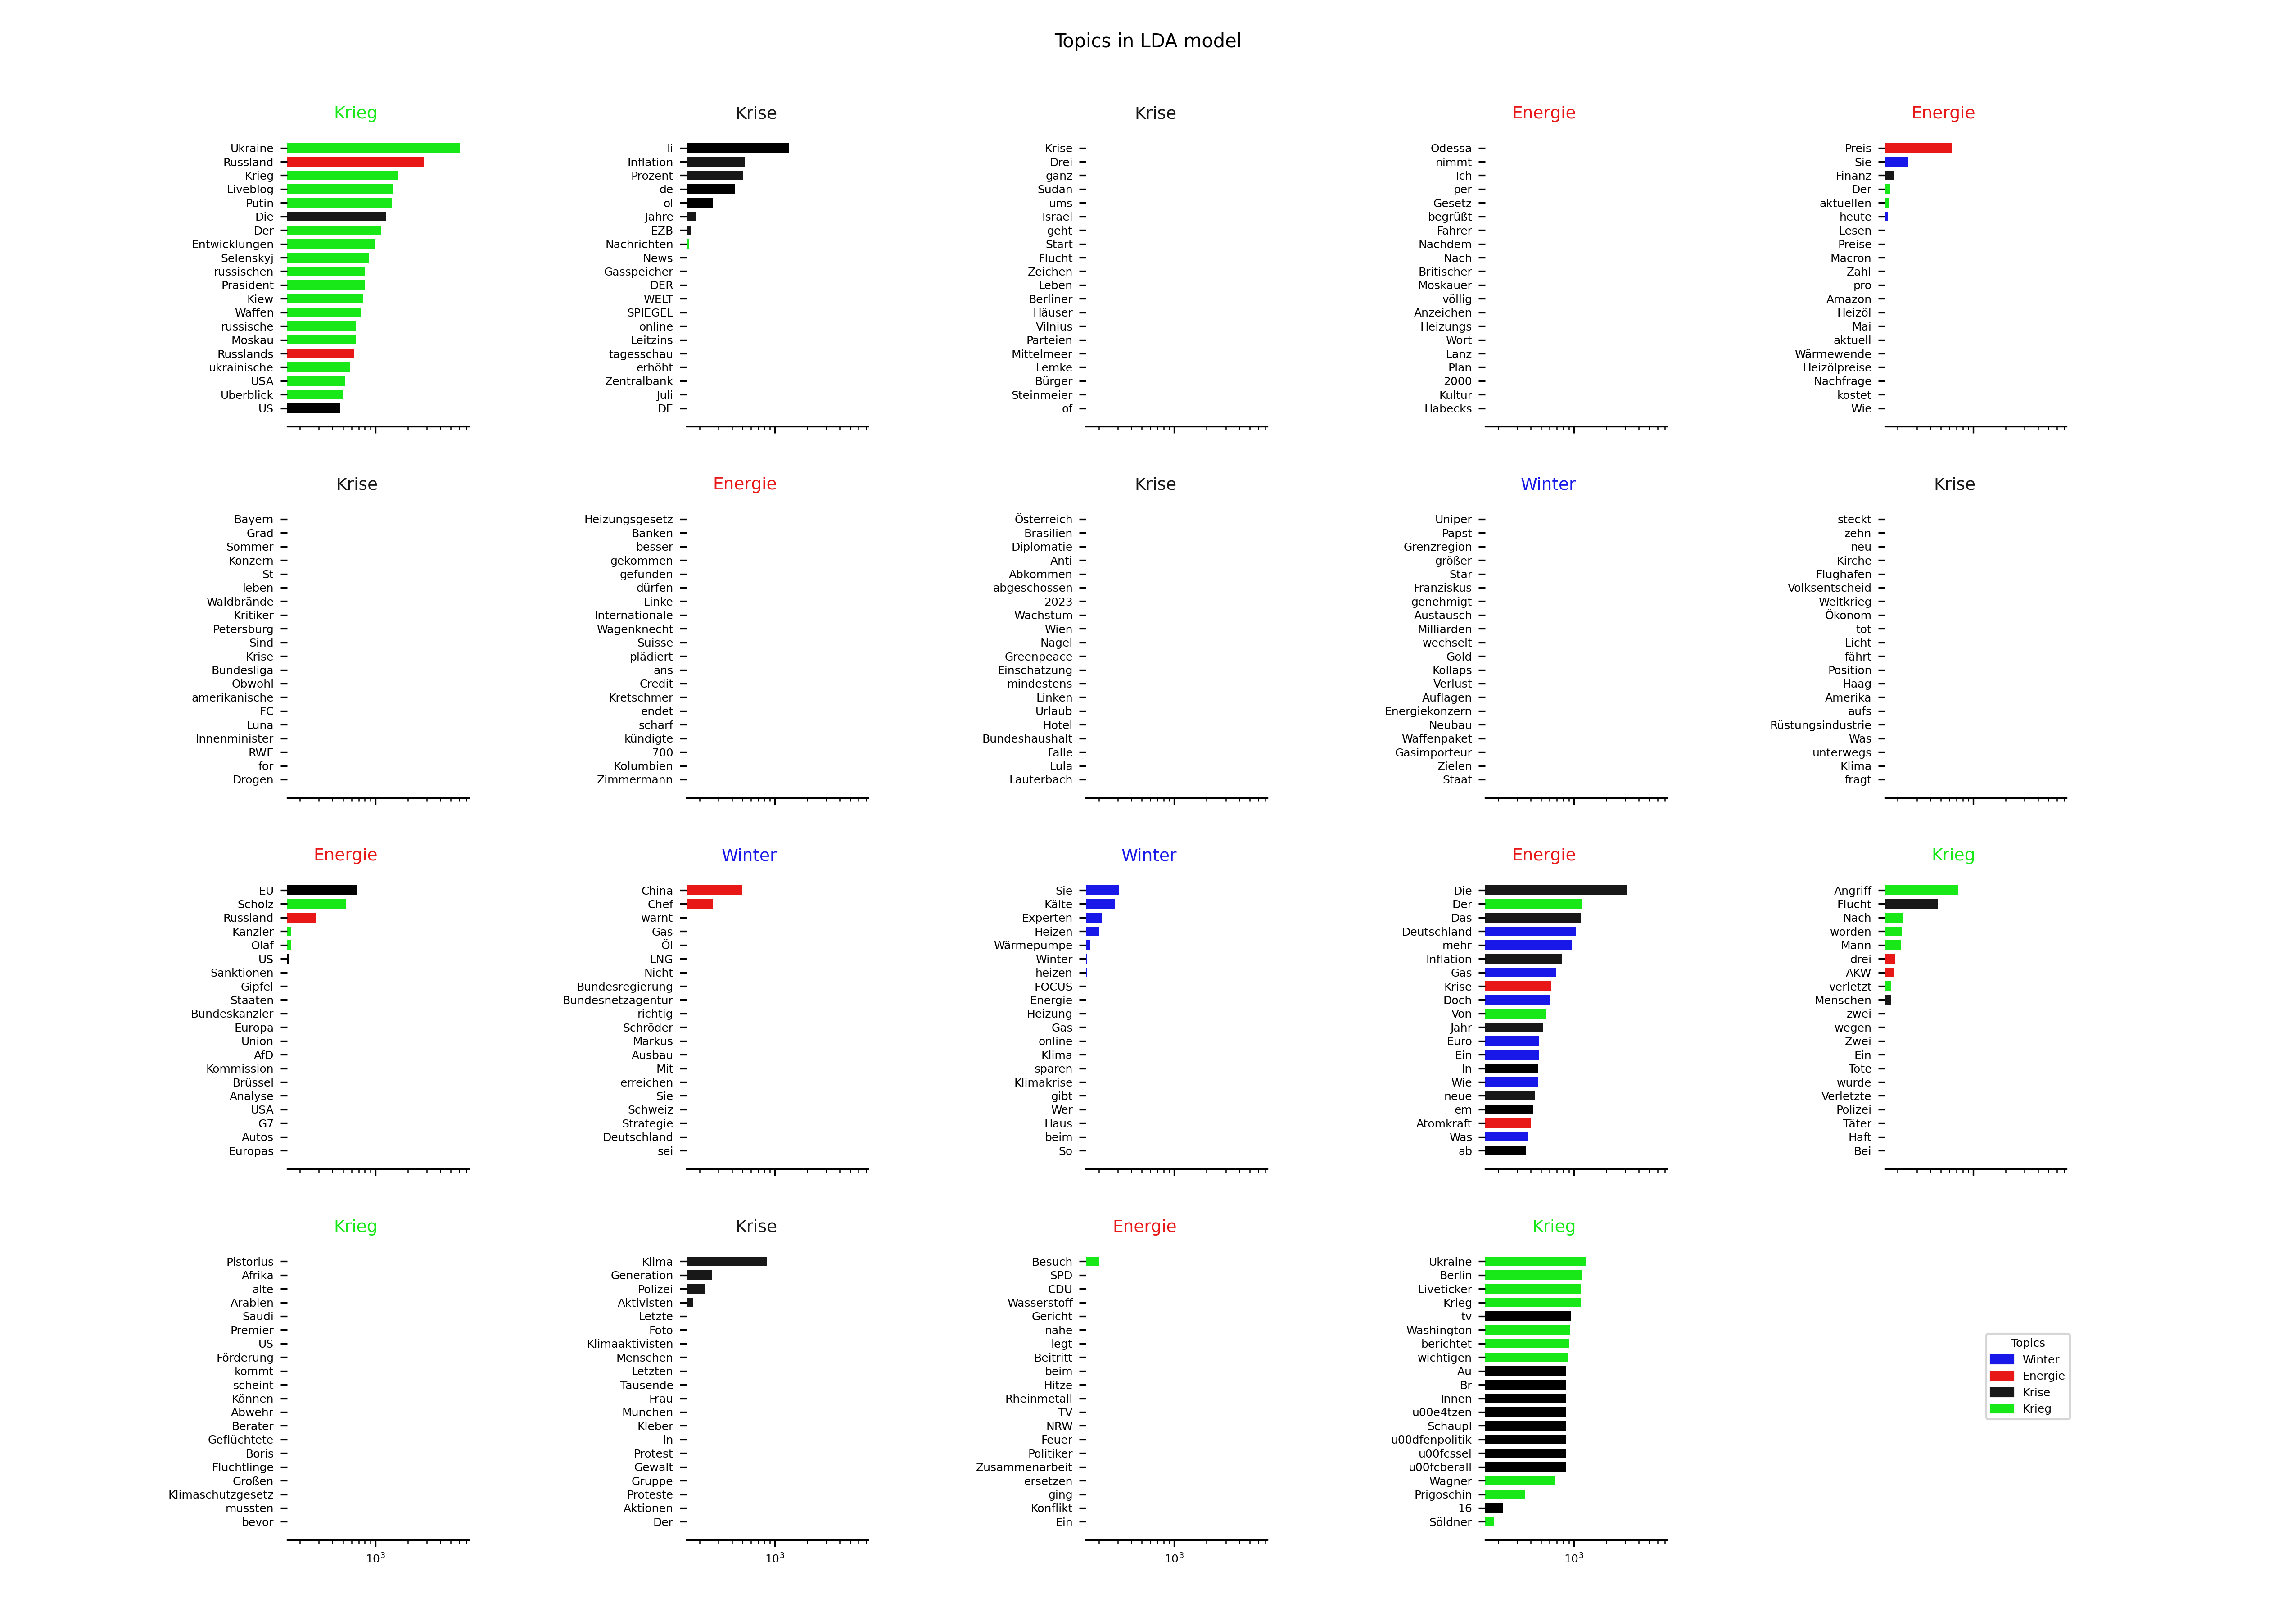 Topics in LDA model
Krieg
Ukraine
Russland
Krieg
Liveblog
Putin
Die
Der
Entwicklungen
Selenskyj
russischen
Präsident
Kiew
Waffen
russische
Moskau
Russlands
ukrainische
USA
Überblick
US
Krise
li
Inflation
Prozent
de
ol
Jahre
EZB
Nachrichten
News
Gasspeicher
DER
WELT
SPIEGEL
online
Leitzins
tagesschau
erhöht
Zentralbank
Juli
DE
Krise
Krise
Drei
ganz
Sudan
ums
Israel
geht
Start
Flucht
Zeichen
Leben
Berliner
Häuser
Vilnius
Parteien
Mittelmeer
Lemke
Bürger
Steinmeier
of
Energie
Odessa
nimmt
Ich
per
Gesetz
begrüßt
Fahrer
Nachdem
Nach
Britischer
Moskauer
völlig
Anzeichen
Heizungs
Wort
Lanz
Plan
2000
Kultur
Habecks
Energie
Preis
Sie
Finanz
Der
aktuellen
heute
Lesen
Preise
Macron
Zahl
pro
Amazon
Heizöl
Mai
aktuell
Wärmewende
Heizölpreise
Nachfrage
kostet
Wie
Krise
Bayern
Grad
Sommer
Konzern
St
leben
Waldbrände
Kritiker
Petersburg
Sind
Krise
Bundesliga
Obwohl
amerikanische
FC
Luna
Innenminister
RWE
for
Drogen
Energie
Heizungsgesetz
Banken
besser
gekommen
gefunden
dürfen
Linke
Internationale
Wagenknecht
Suisse
plädiert
ans
Credit
Kretschmer
endet
scharf
kündigte
700
Kolumbien
Zimmermann
Krise
Österreich
Brasilien
Diplomatie
Anti
Abkommen
abgeschossen
2023
Wachstum
Wien
Nagel
Greenpeace
Einschätzung
mindestens
Linken
Urlaub
Hotel
Bundeshaushalt
Falle
Lula
Lauterbach
Winter
Uniper
Papst
Grenzregion
größer
Star
Franziskus
genehmigt
Austausch
Milliarden
wechselt
Gold
Kollaps
Verlust
Auflagen
Energiekonzern
Neubau
Waffenpaket
Gasimporteur
Zielen
Staat
Krise
steckt
zehn
neu
Kirche
Flughafen
Volksentscheid
Weltkrieg
Ökonom
tot
Licht
fährt
Position
Haag
Amerika
aufs
Rüstungsindustrie
Was
unterwegs
Klima
fragt
Energie
EU
Scholz
Russland
Kanzler
Olaf
US
Sanktionen
Gipfel
Staaten
Bundeskanzler
Europa
Union
AfD
Kommission
Brüssel
Analyse
USA
G7
Autos
Europas
Winter
China
Chef
warnt
Gas
Öl
LNG
Nicht
Bundesregierung
Bundesnetzagentur
richtig
Schröder
Markus
Ausbau
Mit
erreichen
Sie
Schweiz
Strategie
Deutschland
sei
Winter
Sie
Kälte
Experten
Heizen
Wärmepumpe
Winter
heizen
FOCUS
Energie
Heizung
Gas
online
Klima
sparen
Klimakrise
gibt
Wer
Haus
beim
So
Energie
Die
Der
Das
Deutschland
mehr
Inflation
Gas
Krise
Doch
Von
Jahr
Euro
Ein
In
Wie
neue
em
Atomkraft
Was
ab
Krieg
Angriff
Flucht
Nach
worden
Mann
drei
AKW
verletzt
Menschen
zwei
wegen
Zwei
Ein
Tote
wurde
Verletzte
Polizei
Täter
Haft
Bei
Krieg
Pistorius
Afrika
alte
Arabien
Saudi
Premier
US
Förderung
kommt
scheint
Können
Abwehr
Berater
Geflüchtete
Boris
Flüchtlinge
Großen
Klimaschutzgesetz
mussten
bevor
10³
Krise
Klima
Generation
Polizei
Aktivisten
Letzte
Foto
Klimaaktivisten
Menschen
Letzten
Tausende
Frau
München
Kleber
In
Protest
Gewalt
Gruppe
Proteste
Aktionen
Der
10³
Energie
Besuch
SPD
CDU
Wasserstoff
Gericht
nahe
legt
Beitritt
beim
Hitze
Rheinmetall
TV
NRW
Feuer
Politiker
Zusammenarbeit
ersetzen
ging
Konflikt
Ein
10³
Krieg
Ukraine
Berlin
Liveticker
Krieg
tv
Washington
berichtet
wichtigen
Au
Br
Innen
u00e4tzen
Schaupl
u00dfenpolitik
u00fcssel
u00fcberall
Wagner
Prigoschin
16
Söldner
10³
Topics
Winter
Energie
Krise
Krieg